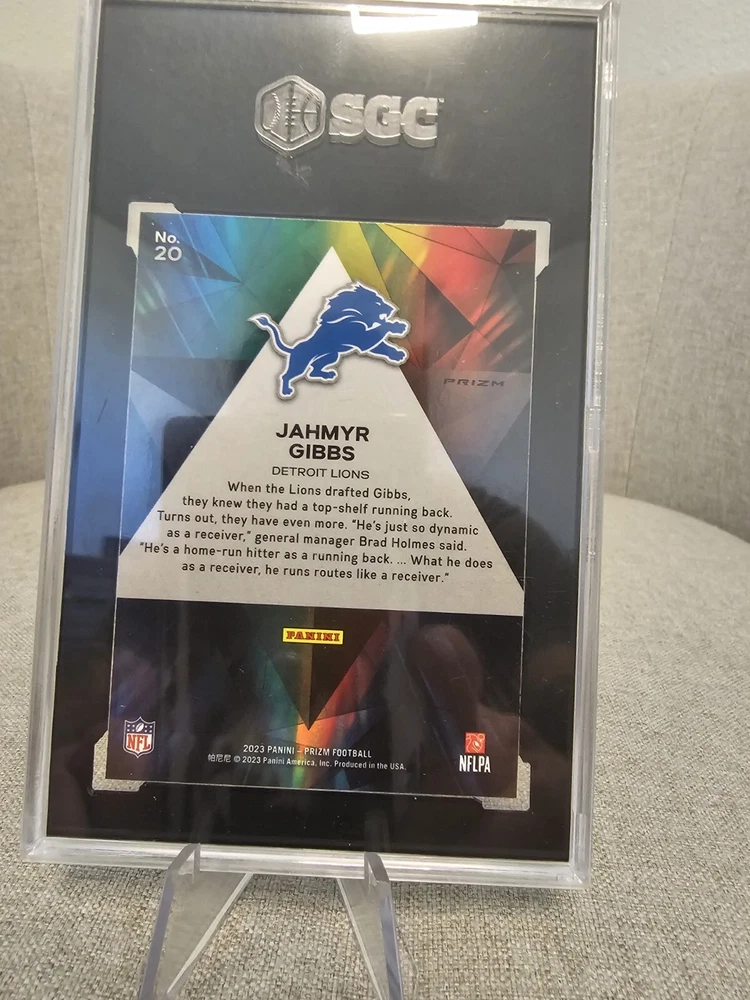 SGC
No.
20
PRIZM
JAHMYR
GIBBS
DETROIT LIONS
When the Lions drafted Gibbs,
they knew they had a top-shelf running back.
Turns out, they have even more. "He's just so dynamic
as a receiver," general manager Brad Holmes said.
"He's a home-run hitter as a running back. ... What he does
as a receiver, he runs routes like a receiver."
PANINI
NFL
2023 PANINI – PRIZM FOOTBALL
帕尼尼 © 2023 Panini America, Inc. Produced in the USA.
NFLPA